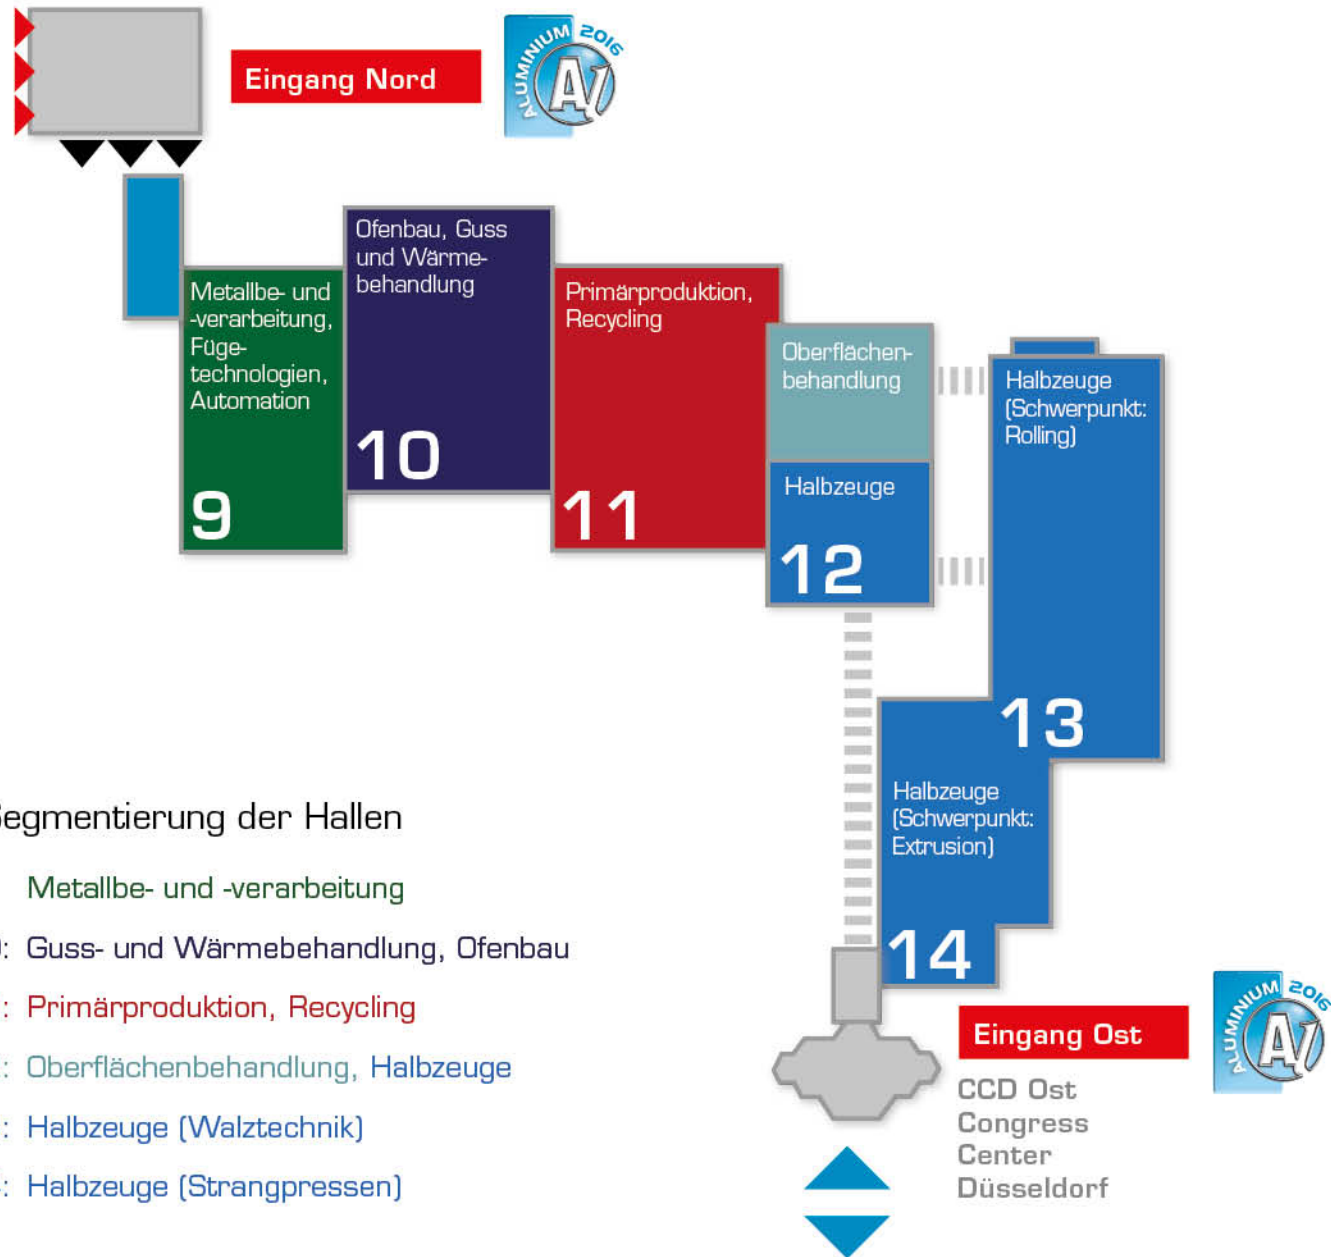 Eingang Nord
ALUMINIUM 2016
Al
Ofenbau, Guss
und Wärme-
behandlung
10
Metallbe- und
-verarbeitung,
Füge-
technologien,
Automation
9
Primärproduktion,
Recycling
11
Oberflächen-
behandlung
Halbzeuge
12
Halbzeuge
(Schwerpunkt:
Rolling)
13
Halbzeuge
(Schwerpunkt:
Extrusion)
14
egmentierung der Hallen
Metallbe- und -verarbeitung
: Guss- und Wärmebehandlung, Ofenbau
: Primärproduktion, Recycling
: Oberflächenbehandlung, Halbzeuge
: Halbzeuge (Walztechnik)
: Halbzeuge (Strangpressen)
Eingang Ost
ALUMINIUM 2016
Al
CCD Ost
Congress
Center
Düsseldorf